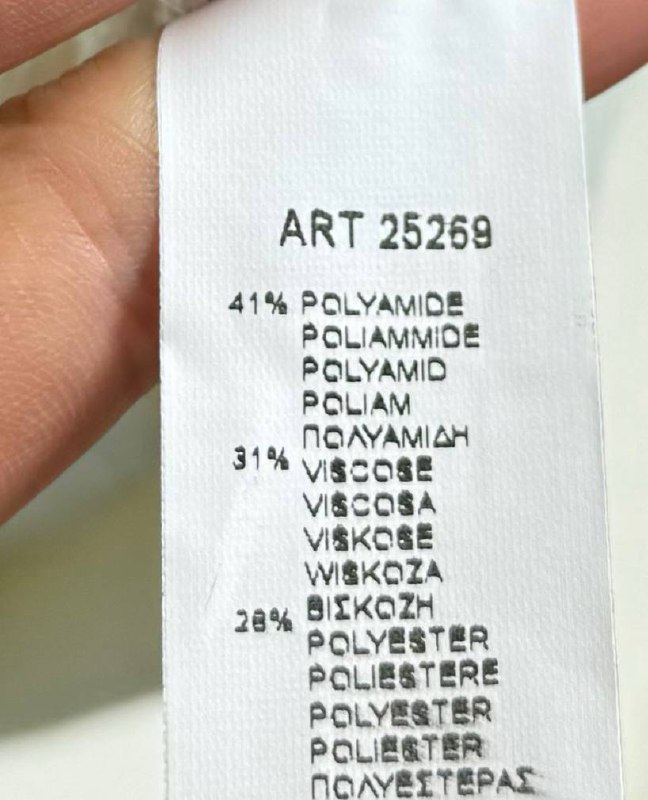 ART 25269
41% POLYAMIDE
POLIAMMIDE
POLYAMID
POLIAM
ΠΟΛΥΑΜΙΔΗ
31% VISCOSE
VISCOSA
VISKOSE
WISKOZA
ΒΙΣΚΟΖΗ
28% POLYESTER
POLIESTERE
POLYESTER
POLIESTER
ΠΟΛΥΕΣΤΕΡΑΣ